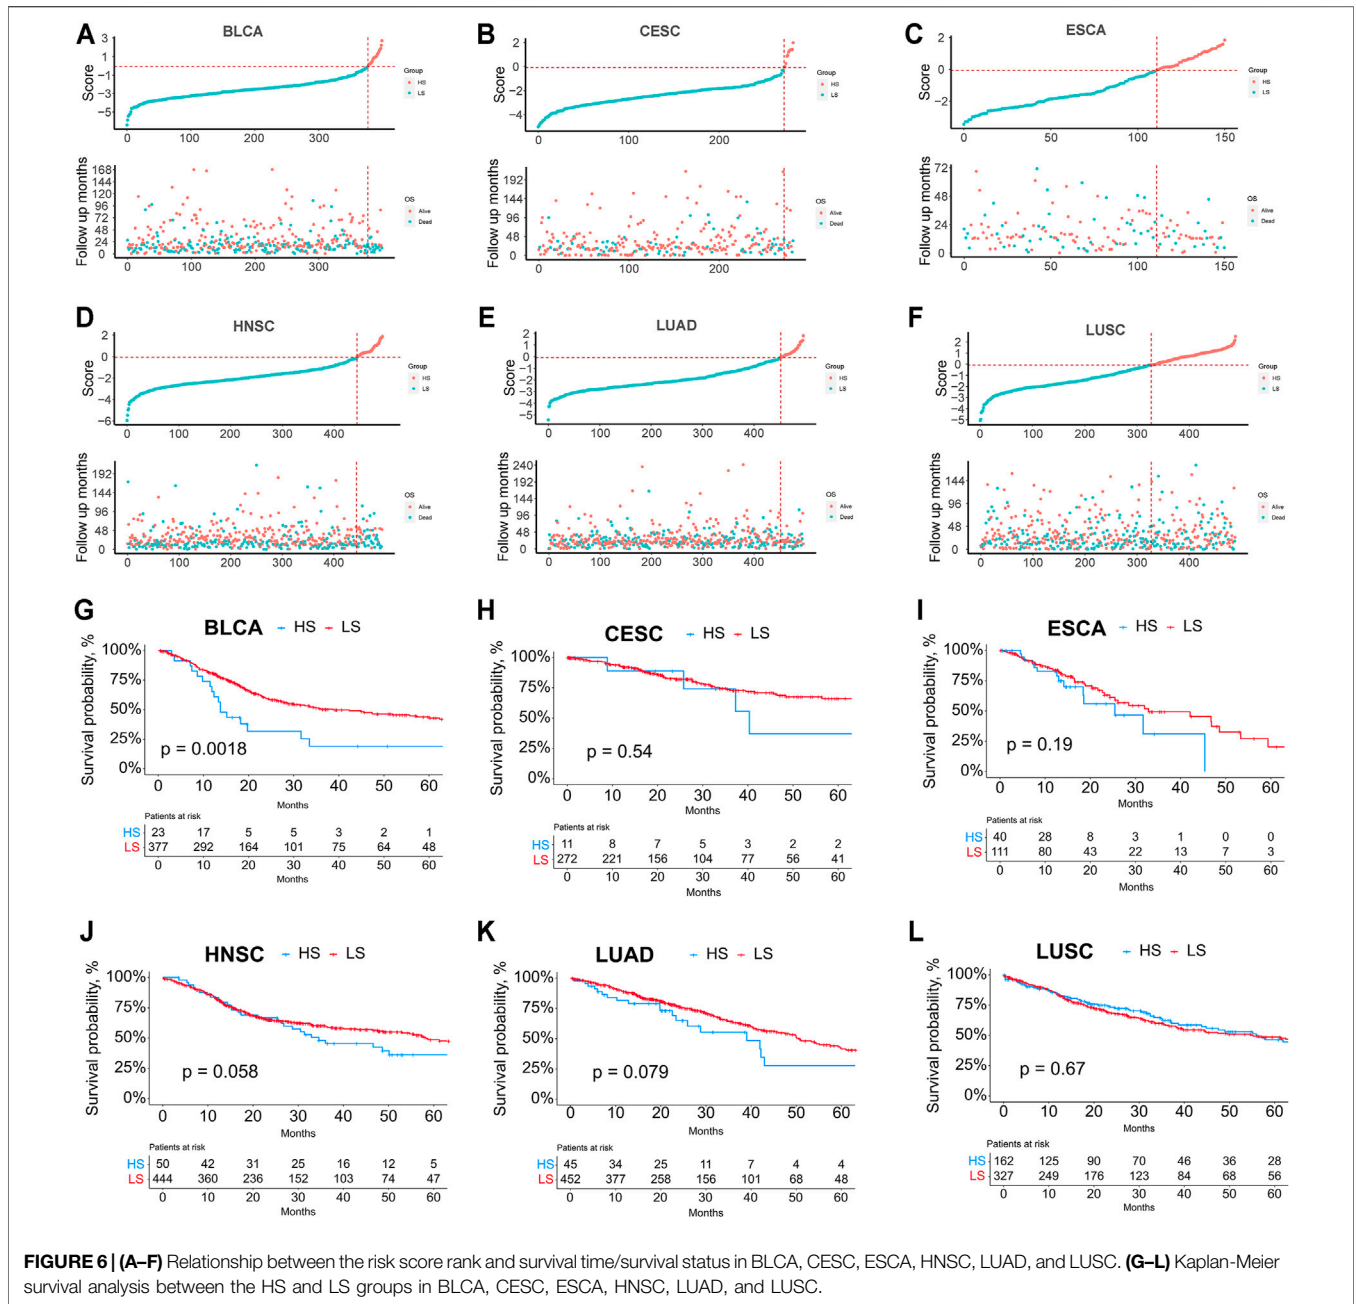 A
BLCA
3
1
−1
−3
−5
Score
0 100 200 300
Group
HS
LS
168
144
120
96
72
48
24
0
Follow up months
0 100 200 300
OS
Alive
Dead
B
CESC
2
0
−2
−4
Score
0 100 200
Group
HS
LS
192
144
96
48
0
Follow up months
0 100 200
OS
Alive
Dead
C
ESCA
2
0
−2
Score
0 50 100 150
Group
HS
LS
72
48
24
0
Follow up months
0 50 100 150
OS
Alive
Dead
D
HNSC
2
0
−2
−4
−6
Score
0 100 200 300 400
Group
HS
LS
192
144
96
48
0
Follow up months
0 100 200 300 400
OS
Alive
Dead
E
LUAD
2
1
0
−1
−2
−3
−4
−5
Score
0 100 200 300 400
Group
HS
LS
240
192
144
96
48
0
Follow up months
0 100 200 300 400
OS
Alive
Dead
F
LUSC
2
1
0
−1
−2
−3
−4
−5
Score
0 100 200 300 400
Group
HS
LS
144
96
48
0
Follow up months
0 100 200 300 400
OS
Alive
Dead
G
BLCA HS LS
100%
75%
50%
25%
0%
Survival probability, %
p = 0.0018
0 10 20 30 40 50 60
Months
Patients at risk
HS 23 17 5 5 3 2 1
LS 377 292 164 101 75 64 48
0 10 20 30 40 50 60
H
CESC HS LS
100%
75%
50%
25%
0%
Survival probability, %
p = 0.54
0 10 20 30 40 50 60
Months
Patients at risk
HS 11 8 7 5 3 2 2
LS 272 221 156 104 77 56 41
0 10 20 30 40 50 60
I
ESCA HS LS
100%
75%
50%
25%
0%
Survival probability, %
p = 0.19
0 10 20 30 40 50 60
Months
Patients at risk
HS 40 28 8 3 1 0 0
LS 111 80 43 22 13 7 3
0 10 20 30 40 50 60
J
HNSC HS LS
100%
75%
50%
25%
0%
Survival probability, %
p = 0.058
0 10 20 30 40 50 60
Months
Patients at risk
HS 50 42 31 25 16 12 5
LS 444 360 236 152 103 74 47
0 10 20 30 40 50 60
K
LUAD HS LS
100%
75%
50%
25%
0%
Survival probability, %
p = 0.079
0 10 20 30 40 50 60
Months
Patients at risk
HS 45 34 25 11 7 4 4
LS 452 377 258 156 101 68 48
0 10 20 30 40 50 60
L
LUSC HS LS
100%
75%
50%
25%
0%
Survival probability, %
p = 0.67
0 10 20 30 40 50 60
Months
Patients at risk
HS 162 125 90 70 46 36 28
LS 327 249 176 123 84 68 56
0 10 20 30 40 50 60
FIGURE 6 | (A–F) Relationship between the risk score rank and survival time/survival status in BLCA, CESC, ESCA, HNSC, LUAD, and LUSC. (G–L) Kaplan-Meier
survival analysis between the HS and LS groups in BLCA, CESC, ESCA, HNSC, LUAD, and LUSC.